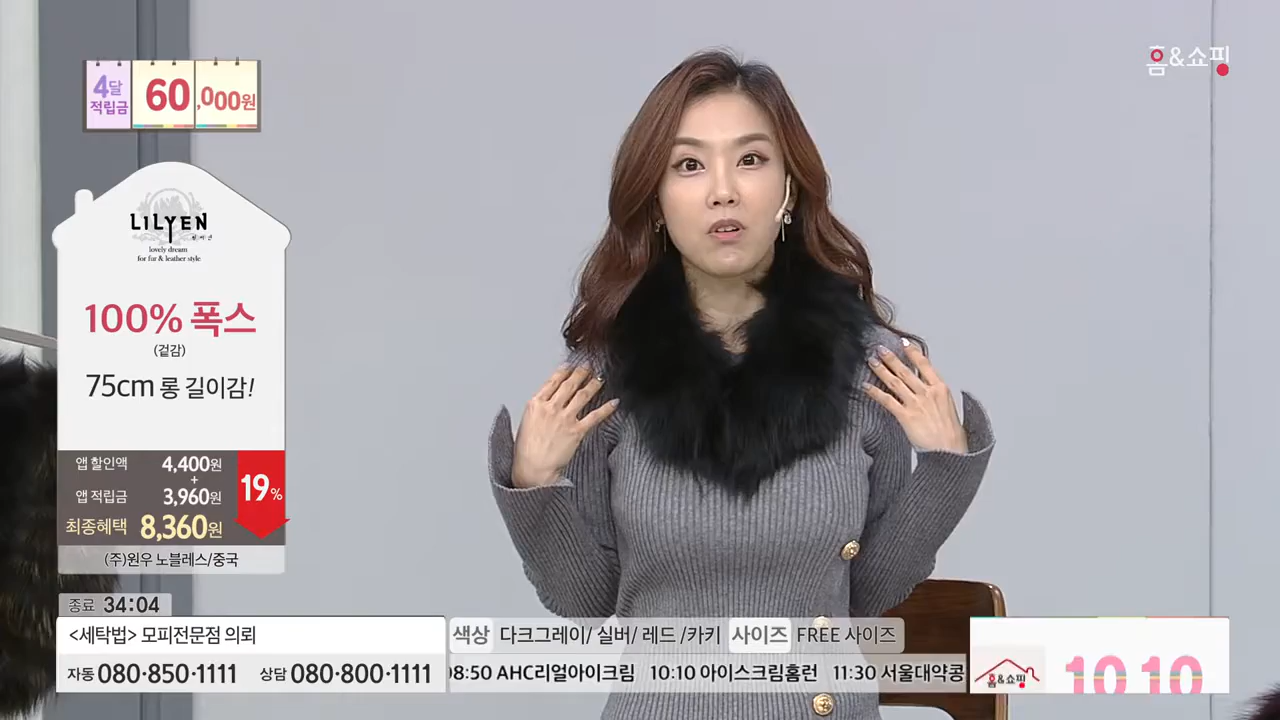 홈&쇼핑
4달
적립금
60,000원
LILYEN
lovely dream
for fur & leather style
100% 폭스
(겉감)
75cm 롱 길이감!
앱 할인액 4,400원
+
앱 적립금 3,960원
최종혜택 8,360원
19%
(주)원우 노블레스/중국
종료 34:04
<세탁법> 모피전문점 의뢰
색상 다크그레이/ 실버/ 레드 /카키 사이즈 FREE 사이즈
자동 080·850·1111 상담 080·800·1111
08:50 AHC리얼아이크림 10:10 아이스크림홈런 11:30 서울대약콩
홈&쇼핑
10 10